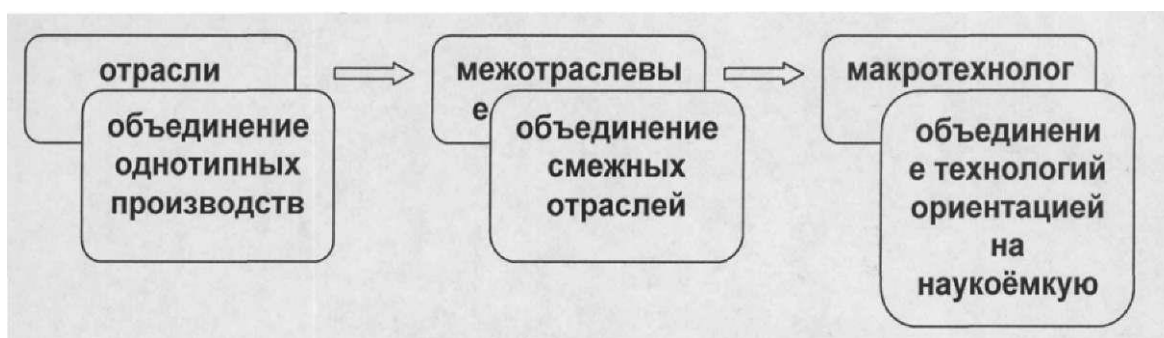 отрасли
объединение
однотипных
производств
межотраслевы
е
объединение
смежных
отраслей
макротехнолог
объединени
е технологий
ориентацией
на
наукоёмкую